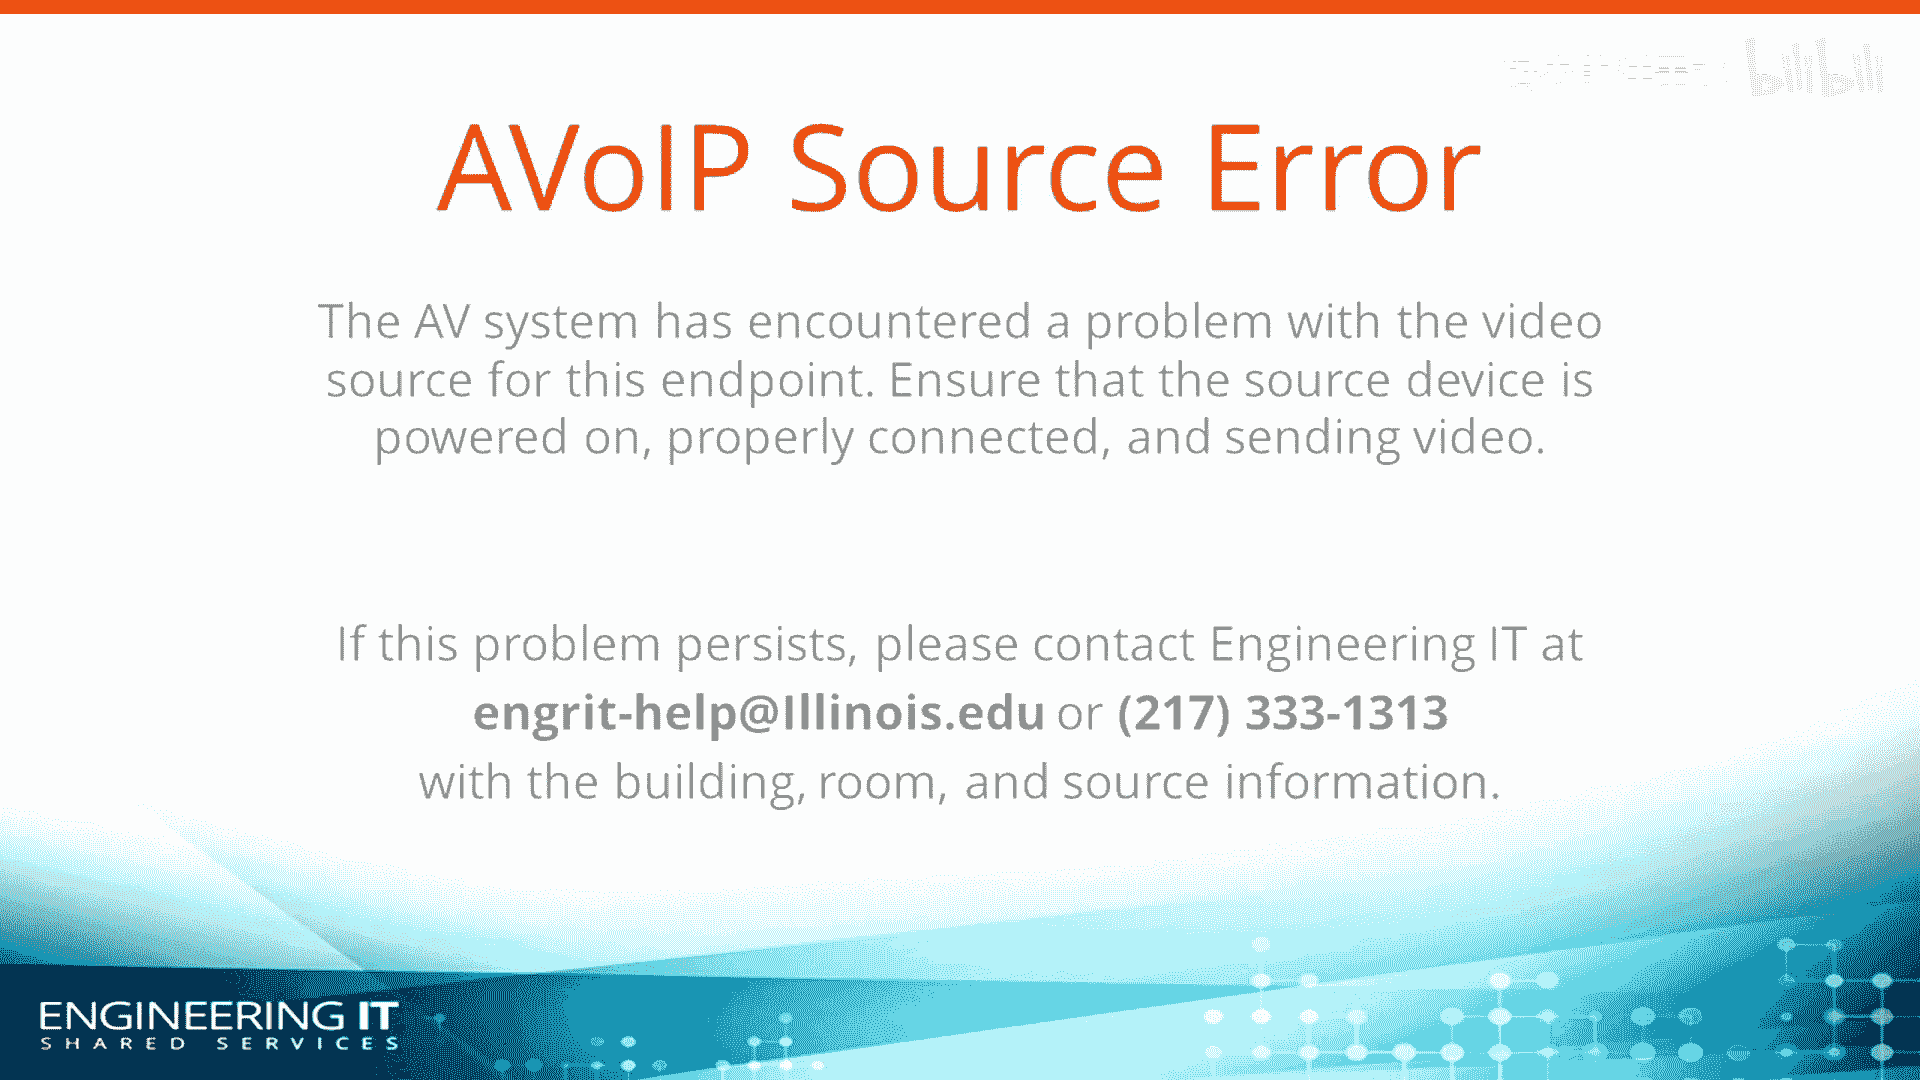 bilibili
AVoIP Source Error
The AV system has encountered a problem with the video
source for this endpoint. Ensure that the source device is
powered on, properly connected, and sending video.
If this problem persists, please contact Engineering IT at
engrit-help@Illinois.edu or (217) 333-1313
with the building, room, and source information.
ENGINEERING IT
SHARED SERVICES